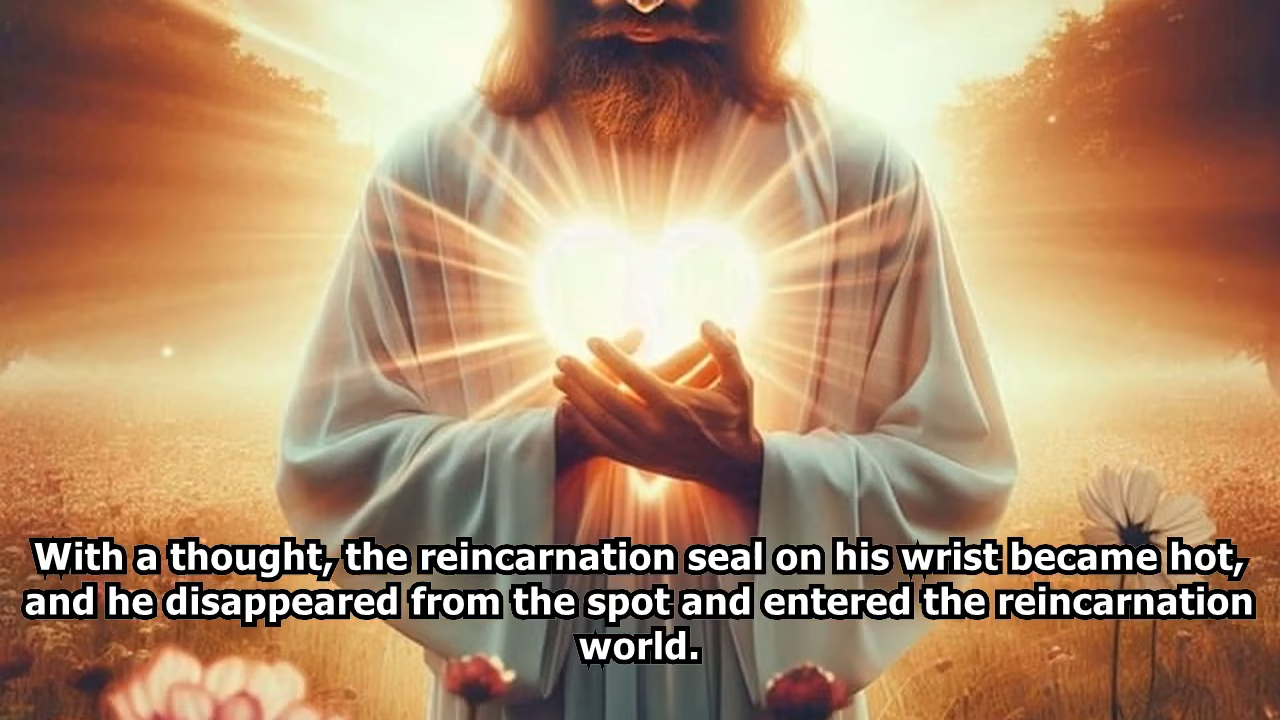 With a thought, the reincarnation seal on his wrist became hot,
and he disappeared from the spot and entered the reincarnation
world.